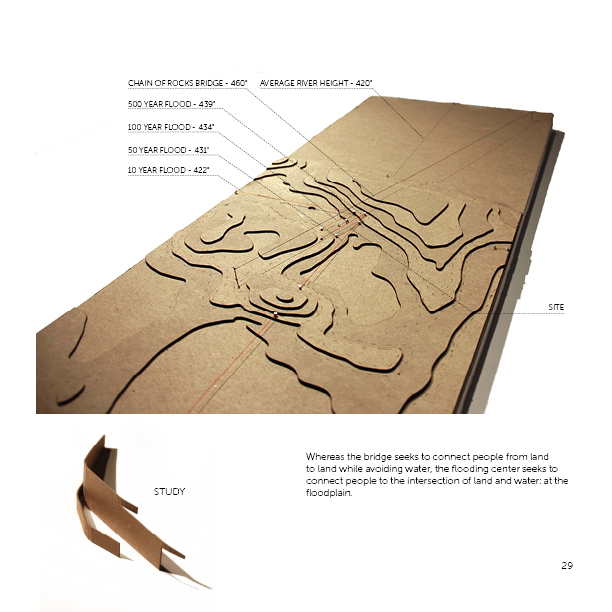 CHAIN OF ROCKS BRIDGE - 460"
AVERAGE RIVER HEIGHT - 420"
500 YEAR FLOOD - 439"
100 YEAR FLOOD - 434"
50 YEAR FLOOD - 431"
10 YEAR FLOOD - 422"
SITE
STUDY
Whereas the bridge seeks to connect people from land
to land while avoiding water, the flooding center seeks to
connect people to the intersection of land and water: at the
floodplain.
29